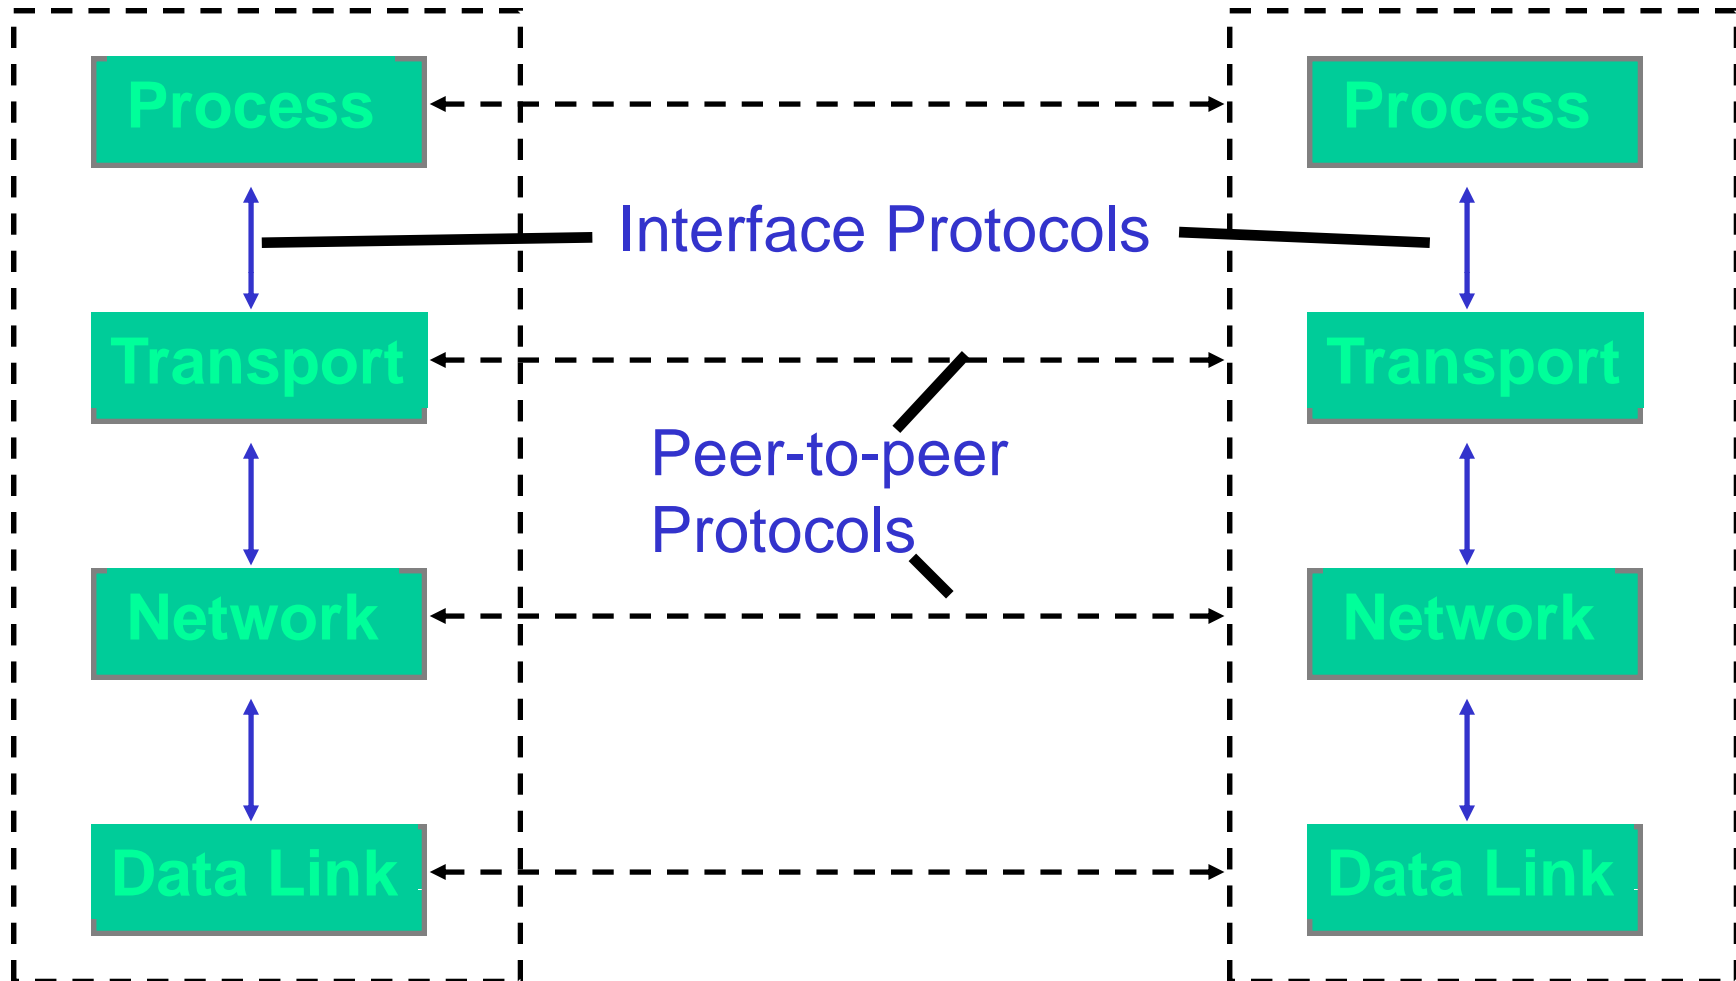 Process
Process
Interface Protocols
Transport
Transport
Peer-to-peer
Protocols
Network
Network
Data Link
Data Link